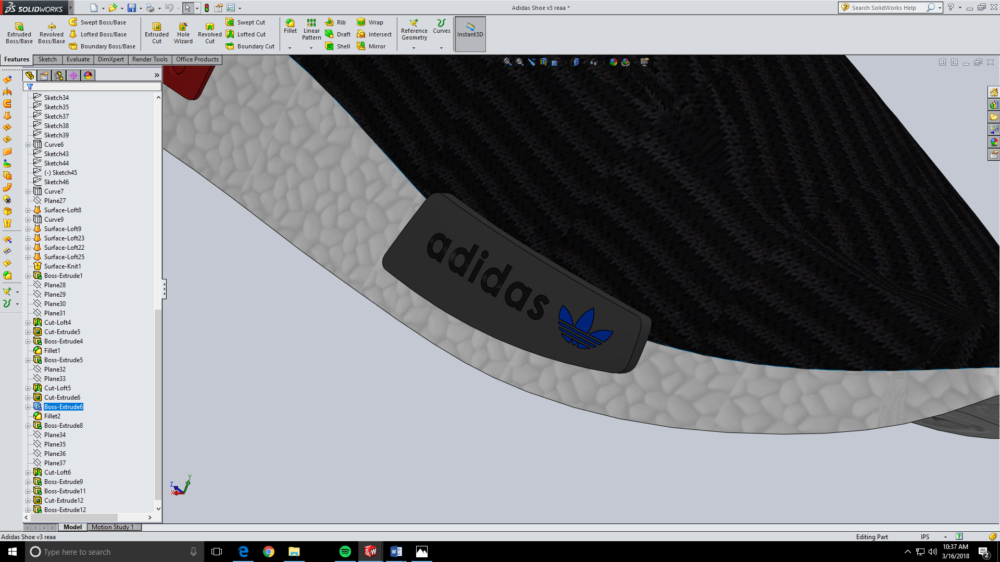 SOLIDWORKS
Adidas Shoe v3 reaa *
Search SolidWorks Help
Extruded Boss/Base
Revolved Boss/Base
Swept Boss/Base
Lofted Boss/Base
Boundary Boss/Base
Extruded Cut
Hole Wizard
Revolved Cut
Swept Cut
Lofted Cut
Boundary Cut
Fillet
Linear Pattern
Rib
Draft
Shell
Wrap
Intersect
Mirror
Reference Geometry
Curves
Instant3D
Features
Sketch
Evaluate
DimXpert
Render Tools
Office Products
Sketch34
Sketch35
Sketch37
Sketch38
Sketch39
Curve6
Sketch43
Sketch44
(-) Sketch45
Sketch46
Curve7
Plane27
Surface-Loft8
Curve9
Surface-Loft9
Surface-Loft23
Surface-Loft22
Surface-Loft25
Surface-Knit1
Boss-Extrude1
Plane28
Plane29
Plane30
Plane31
Cut-Loft4
Cut-Extrude5
Boss-Extrude4
Fillet1
Boss-Extrude5
Plane32
Plane33
Cut-Loft5
Cut-Extrude6
Boss-Extrude6
Fillet2
Boss-Extrude8
Plane34
Plane35
Plane36
Plane37
Cut-Loft6
Boss-Extrude9
Boss-Extrude11
Cut-Extrude12
Boss-Extrude12
adidas
Y
Z
X
Model
Motion Study 1
Adidas Shoe v3 reaa
Editing Part
IPS
Type here to search
10:37 AM
3/16/2018
2